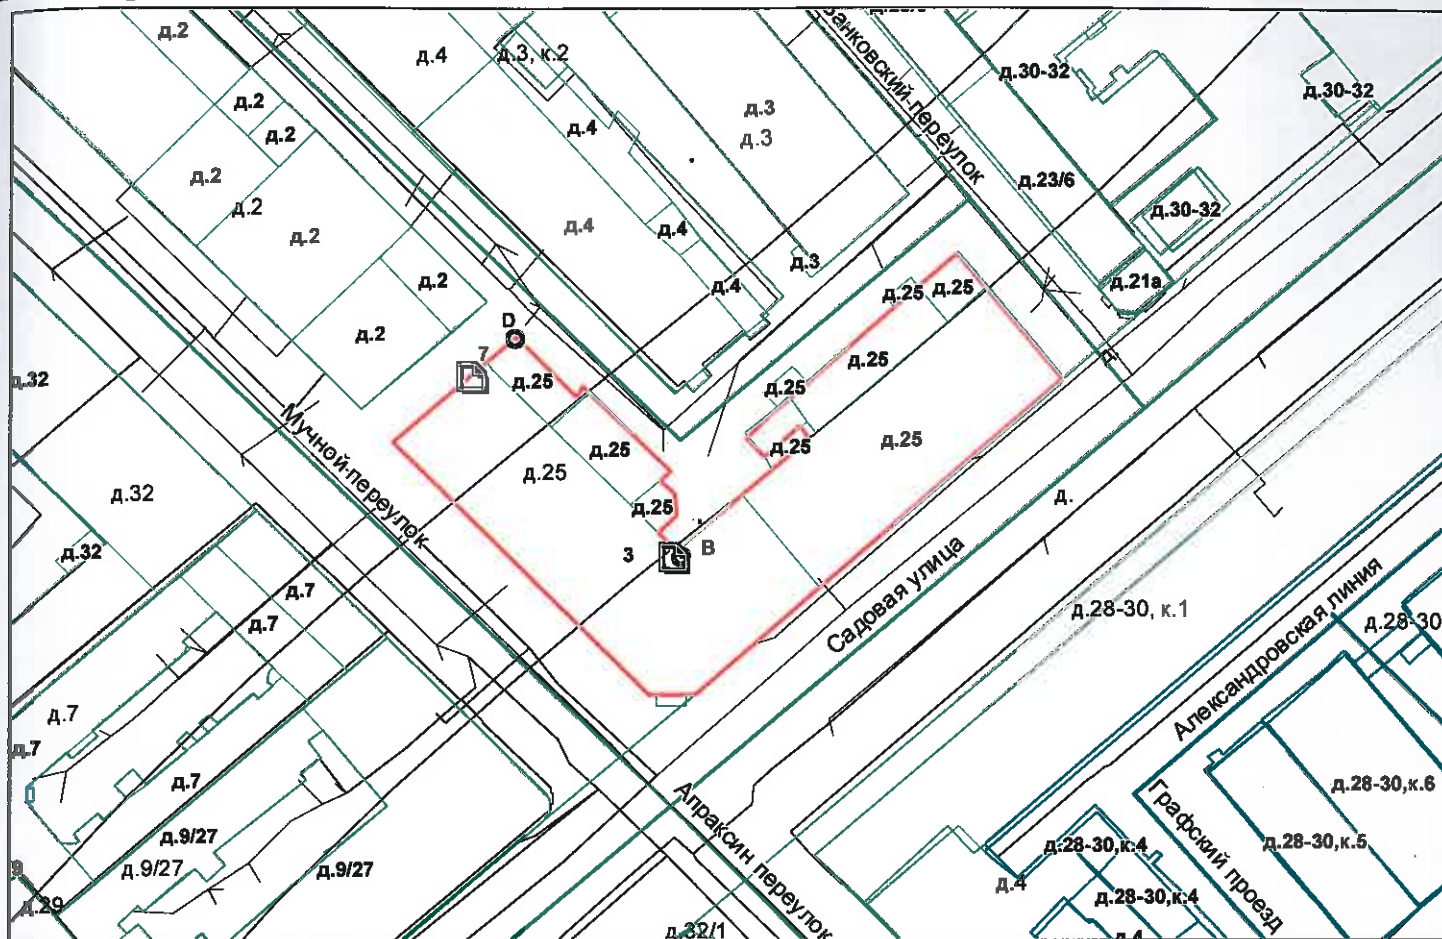 д.2
д.4
д.3, к.2
Банковский переулок
д.30-32
д.30-32
д.2
д.2
д.4
д.3
д.3
д.2
д.2
д.23/6
д.30-32
д.2
д.4
д.4
д.3
д.2
д.4
д.21а
д.25
д.25
D
д.2
7
д.25
д.25
д.25
д.32
Мучной переулок
д.25
д.25
д.25
д.25
д.32
д.25
д.
д.32
3
B
Садовая улица
д.7
д.7
д.28-30, к.1
Александровская линия
д.28-30
д.7
д.7
д.7
Апраксин переулок
Графский проезд
д.28-30,к.6
д.9/27
д.28-30,к.4
д.28-30,к.5
9
д.9/27
д.9/27
д.4
д.28-30,к.4
д.29
д.32/1
д.4